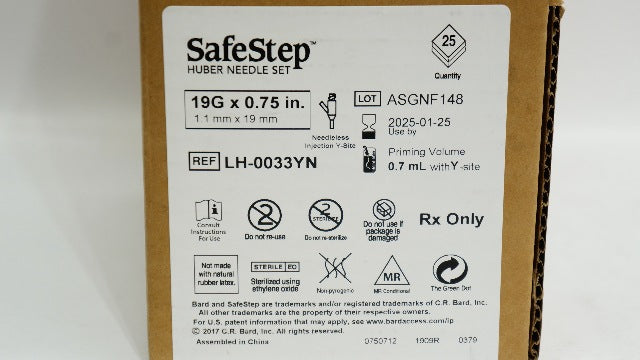 SafeStep™
HUBER NEEDLE SET
25
Quantity
19G x 0.75 in.
1.1 mm x 19 mm
Needleless
Injection Y-Site
LOT ASGNF148
2025-01-25
Use by
Priming Volume
0.7 mL with Y-site
REF LH-0033YN
Consult
Instructions
For Use
2
Do not re-use
2
STERILIZE
Do not re-sterilize
Do not use if
package is
damaged
Rx Only
Not made
with natural
rubber latex.
STERILE EO
Sterilized using
ethylene oxide
Non-pyrogenic
MR
MR Conditional
The Green Dot
Bard and SafeStep are trademarks and/or registered trademarks of C.R. Bard, Inc.
All other trademarks are the property of their respective owners.
For U.S. patent information that may apply, see www.bardaccess.com/ip
© 2017 C.R. Bard, Inc. All rights reserved.
Assembled in China
0750712 1909R 0379